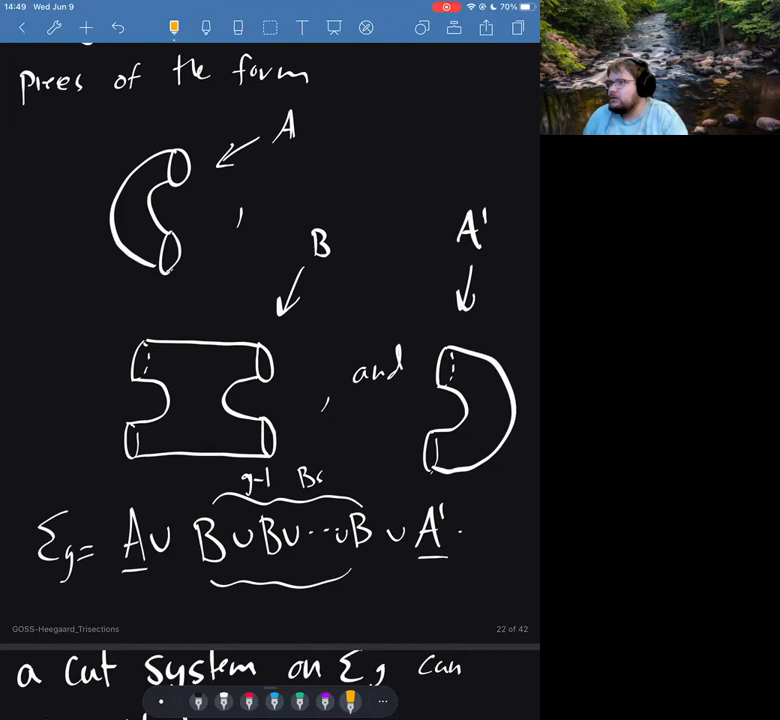 14:49 Wed Jun 9
70%
pieces of the form
A
,
B
A'
, and
g-1 Bs
Σg= A∪ B∪B∪···∪B ∪ A'.
GOSS-Heegaard_Trisections
22 of 42
a cut system on Σg can